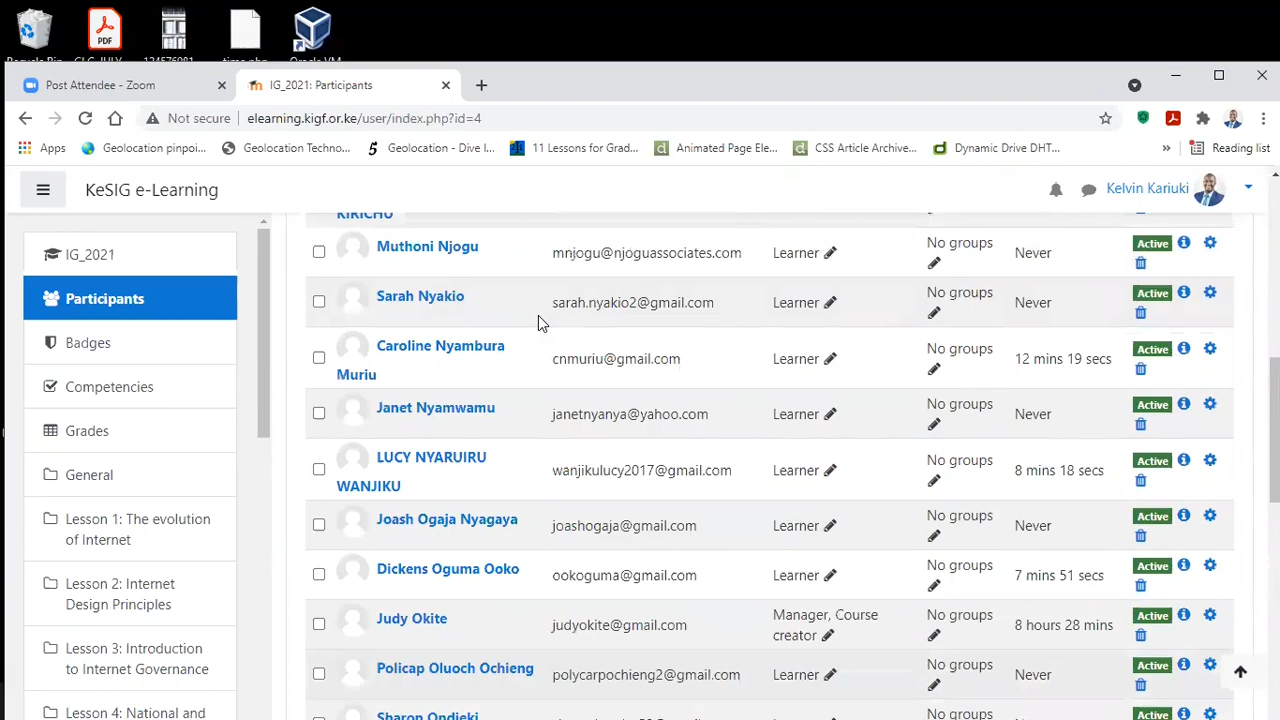 PDF
Post Attendee - Zoom
IG_2021: Participants
Not secure
elearning.kigf.or.ke/user/index.php?id=4
Apps
Geolocation pinpoi...
Geolocation Techno...
Geolocation - Dive I...
11 Lessons for Grad...
Animated Page Ele...
CSS Article Archive...
Dynamic Drive DHT...
»
Reading list
KeSIG e-Learning
Kelvin Kariuki
IG_2021
Participants
Badges
Competencies
Grades
General
Lesson 1: The evolution
of Internet
Lesson 2: Internet
Design Principles
Lesson 3: Introduction
to Internet Governance
Lesson 4: National and
KIRICHU
Muthoni Njogu mnjogu@njoguassociates.com Learner No groups Never Active
Sarah Nyakio sarah.nyakio2@gmail.com Learner No groups Never Active
Caroline Nyambura
Muriu cnmuriu@gmail.com Learner No groups 12 mins 19 secs Active
Janet Nyamwamu janetnyanya@yahoo.com Learner No groups Never Active
LUCY NYARUIRU
WANJIKU wanjikulucy2017@gmail.com Learner No groups 8 mins 18 secs Active
Joash Ogaja Nyagaya joashogaja@gmail.com Learner No groups Never Active
Dickens Oguma Ooko ookoguma@gmail.com Learner No groups 7 mins 51 secs Active
Judy Okite judyokite@gmail.com Manager, Course
creator No groups 8 hours 28 mins Active
Policap Oluoch Ochieng polycarpochieng2@gmail.com Learner No groups Never Active
Sharon Ondieki No groups Active